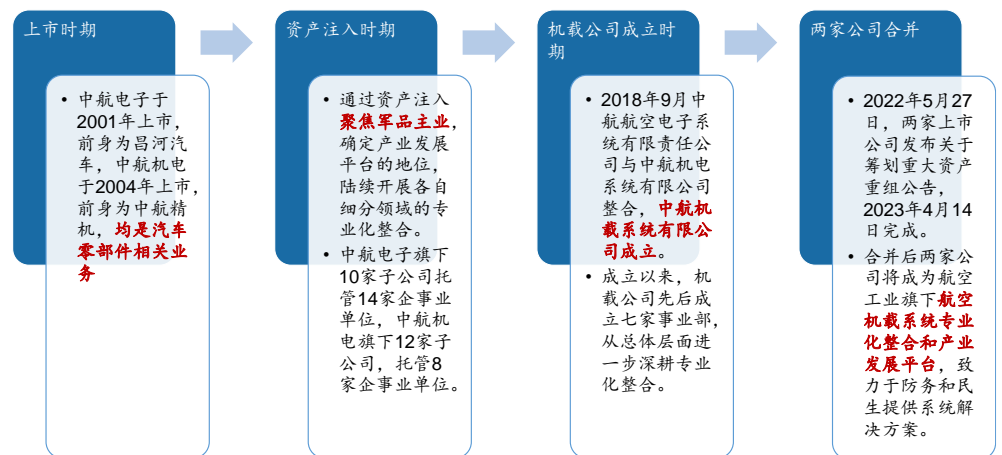 上市时期
• 中航电子于
2001年上市，
前身为昌河汽
车，中航机电
于2004年上市，
前身为中航精
机，均是汽车
零部件相关业
务
资产注入时期
• 通过资产注入
聚焦军品主业，
确定产业发展
平台的地位，
陆续开展各自
细分领域的专
业化整合。
• 中航电子旗下
10家子公司托
管14家企事业
单位，中航机
电旗下12家子
公司，托管8
家企事业单位。
机载公司成立时
期
• 2018年9月中
航航空电子系
统有限责任公
司与中航机电
系统有限公司
整合，中航机
载系统有限公
司成立。
• 成立以来，机
载公司先后成
立七家事业部，
从总体层面进
一步深耕专业
化整合。
两家公司合并
• 2022年5月27
日，两家上市
公司发布关于
筹划重大资产
重组公告，
2023年4月14
日完成。
• 合并后两家公
司将成为航空
工业旗下航空
机载系统专业
化整合和产业
发展平台，致
力于防务和民
生提供系统解
决方案。